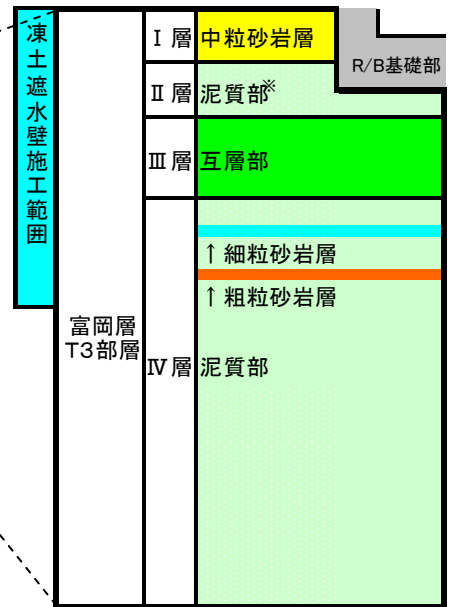 凍土遮水壁施工範囲
富岡層
T3部層
Ⅰ層 中粒砂岩層
R/B基礎部
Ⅱ層 泥質部※
Ⅲ層 互層部
↑細粒砂岩層
↑粗粒砂岩層
Ⅳ層 泥質部